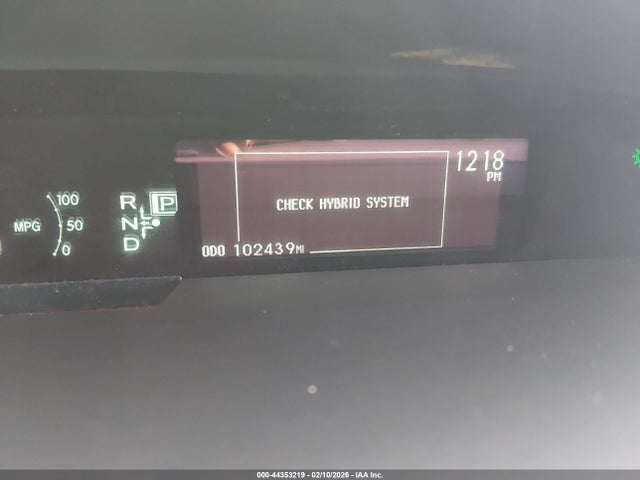 1218
PM
100
MPG 50
0
R P
N
D
CHECK HYBRID SYSTEM
ODO 102439MI
000-44353219 - 02/10/2026 - IAA Inc.